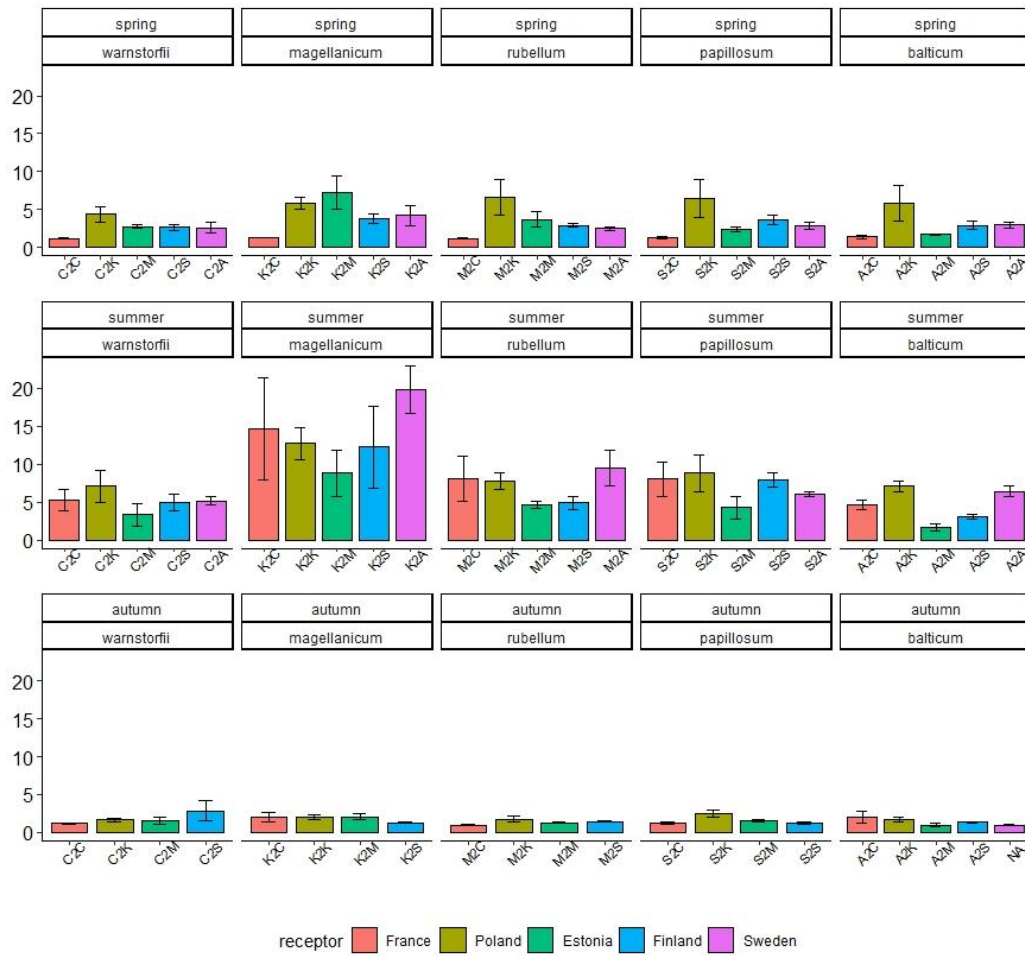 spring spring spring spring spring
warnstorfii magellanicum rubellum papillosum balticum
20
15
10
5
0
C2C C2K C2M C2S C2A K2C K2K K2M K2S K2A M2C M2K M2M M2S M2A S2C S2K S2M S2S S2A A2C A2K A2M A2S A2A
summer summer summer summer summer
warnstorfii magellanicum rubellum papillosum balticum
20
15
10
5
0
C2C C2K C2M C2S C2A K2C K2K K2M K2S K2A M2C M2K M2M M2S M2A S2C S2K S2M S2S S2A A2C A2K A2M A2S A2A
autumn autumn autumn autumn autumn
warnstorfii magellanicum rubellum papillosum balticum
20
15
10
5
0
C2C C2K C2M C2S K2C K2K K2M K2S M2C M2K M2M M2S S2C S2K S2M S2S A2C A2K A2M A2S NA
receptor France Poland Estonia Finland Sweden